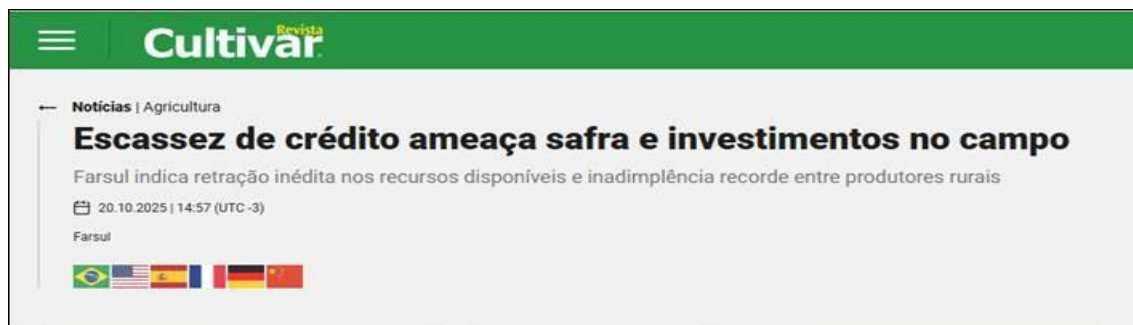 Revista
Cultivar
← Notícias | Agricultura
Escassez de crédito ameaça safra e investimentos no campo
Farsul indica retração inédita nos recursos disponíveis e inadimplência recorde entre produtores rurais
20.10.2025 | 14:57 (UTC -3)
Farsul